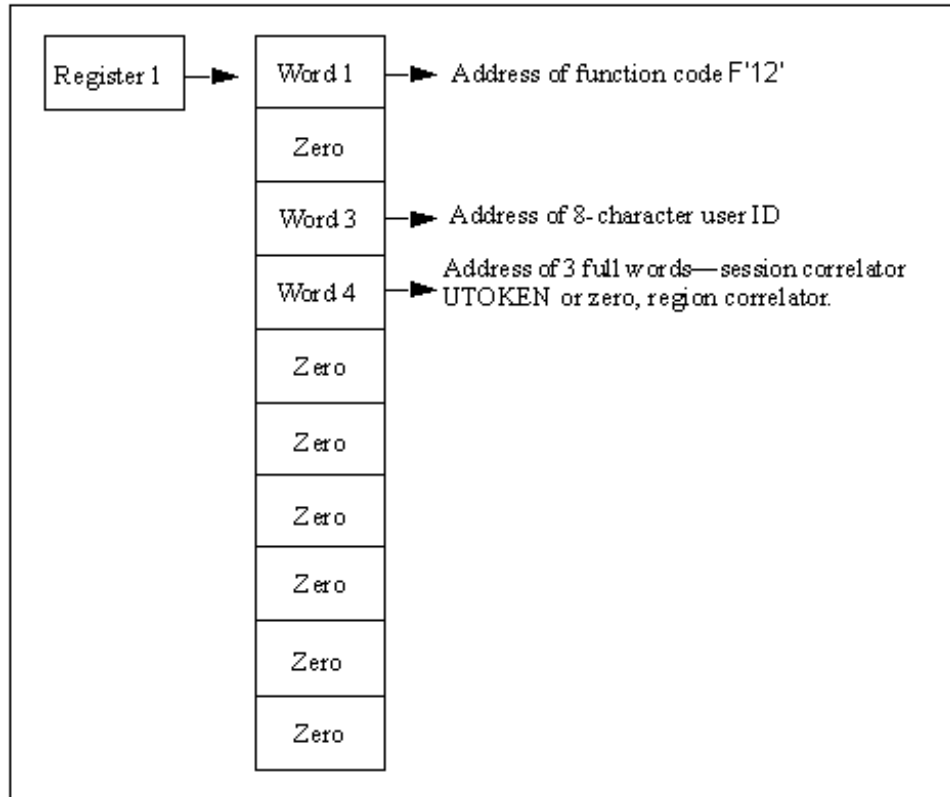 Register 1
Word 1
Address of function code F'12'
Zero
Word 3
Address of 8-character user ID
Word 4
Address of 3 full words—session correlator
UTOKEN or zero, region correlator.
Zero
Zero
Zero
Zero
Zero
Zero